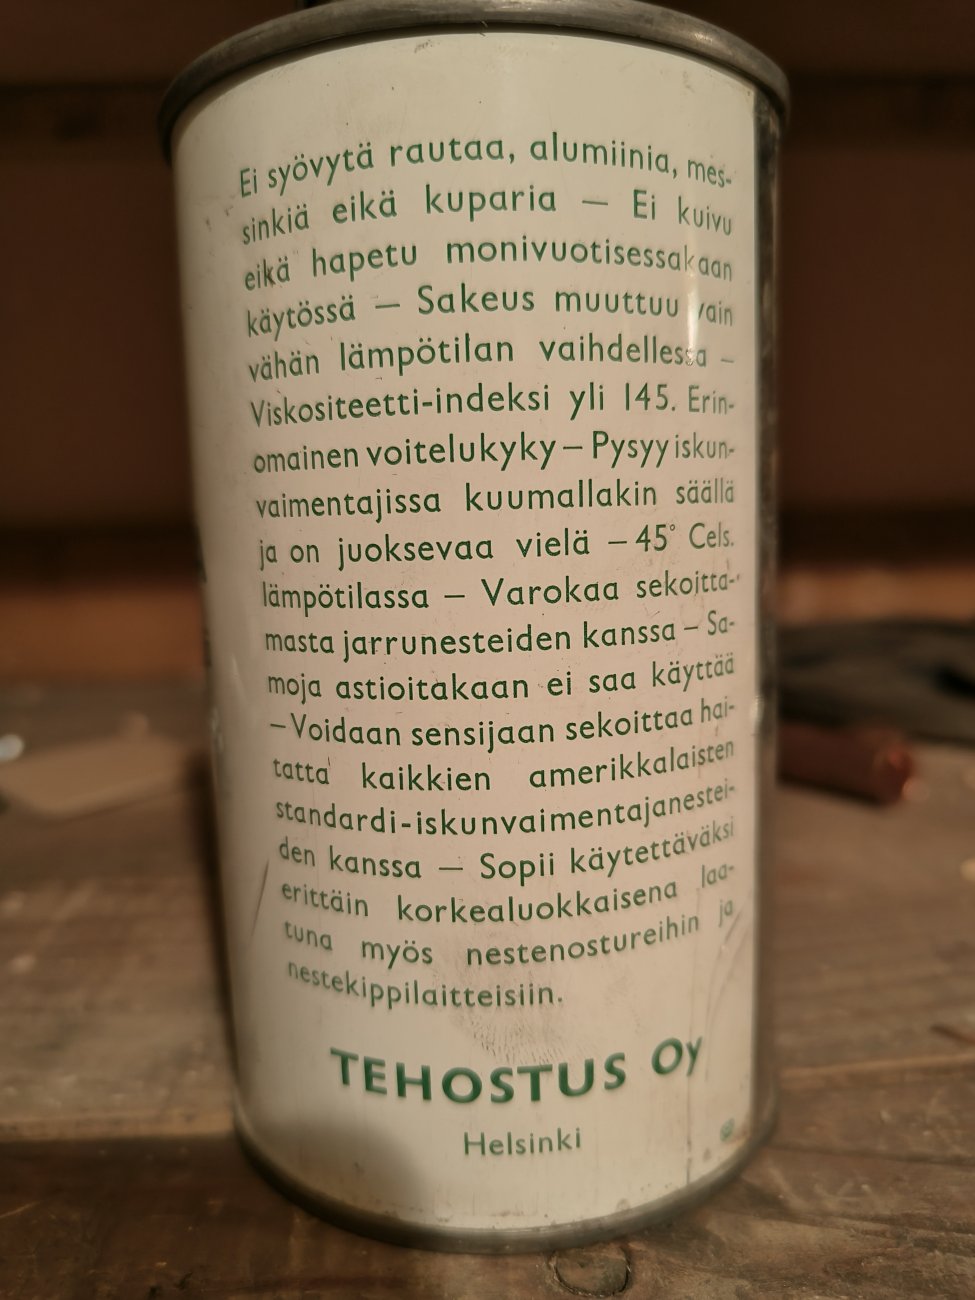 Ei syövytä rautaa, alumiinia, mes-
sinkiä eikä kuparia — Ei kuivu
eikä hapetu monivuotisessakaan
käytössä — Sakeus muuttuu vain
vähän lämpötilan vaihdellessa —
Viskositeetti-indeksi yli 145. Erin-
omainen voitelukyky — Pysyy iskun-
vaimentajissa kuumallakin säällä
ja on juoksevaa vielä —45° Cels.
lämpötilassa — Varokaa sekoitta-
masta jarrunesteiden kanssa — Sa-
moja astioitakaan ei saa käyttää
— Voidaan sensijaan sekoittaa hai-
tatta kaikkien amerikkalaisten
standardi-iskunvaimentajanestei-
den kanssa — Sopii käytettäväksi
erittäin korkealuokkaisena laa-
tuna myös nestenostureihin ja
nestekippilaitteisiin.
TEHOSTUS Oy
Helsinki